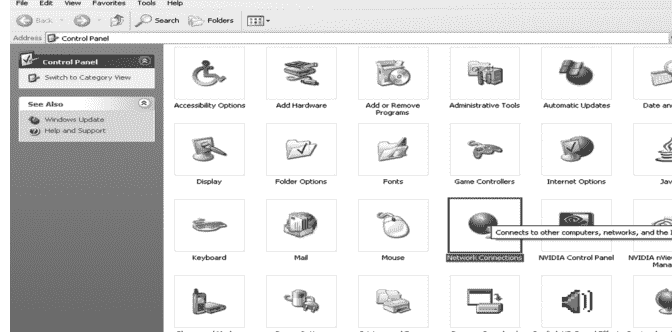 File Edit View Favorites Tools Help
Back Search Folders
Address Control Panel
Control Panel
Switch to Category View
See Also
Windows Update
Help and Support
Accessibility Options Add Hardware Add or Remove Programs Administrative Tools Automatic Updates Date an
Display Folder Options Fonts Game Controllers Internet Options Jav
Connects to other computers, networks, and the I
Keyboard Mail Mouse Network Connections NVIDIA Control Panel NVIDIA nVie Mana